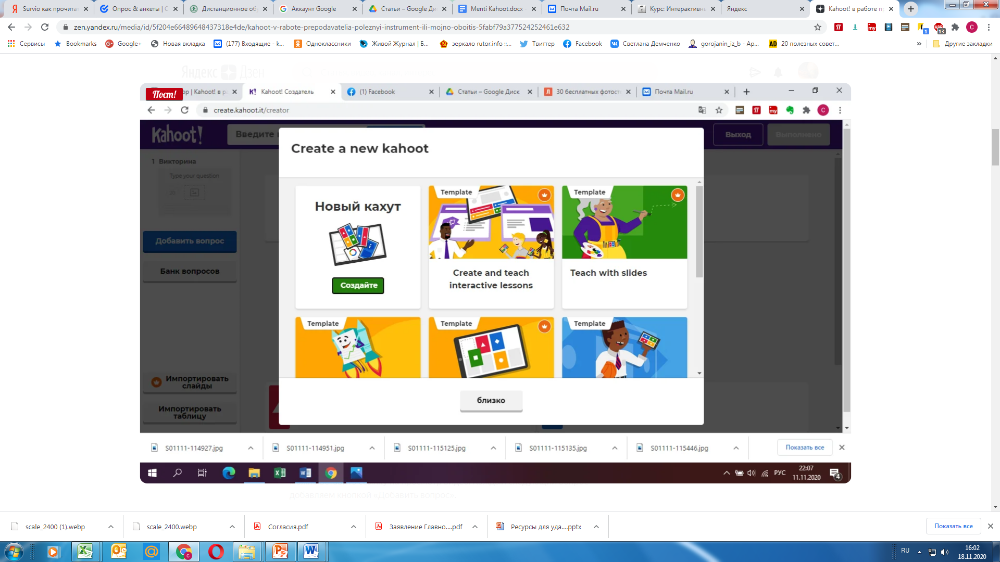 Survio как прочитат
Опрос & анкеты | С
Дистанционное об
Аккаунт Google
Статьи – Google Ди
Menti Kahoot.docx -
Почта Mail.ru
Курс: Интерактивн
Яндекс
Kahoot! в работе п
zen.yandex.ru/media/id/5f204e66489648437318e4de/kahoot-v-rabote-prepodavatelia-poleznyi-instrument-ili-mojno-oboitis-5fabf79a377524252461e632
1
13
С
Сервисы
Bookmarks
Google+
Новая вкладка
(177) Входящие - k...
Одноклассники
Живой Журнал | Б...
зеркало rutor.info ::...
Твиттер
Facebook
Светлана Демченко
gorojanin_iz_b - Ap...
20 полезных совет...
Другие закладки
Яндекс Дзен
Пост!
ор | Kahoot! в р
K! Kahoot! Создатель
(1) Facebook
Статьи – Google Диск
30 бесплатных фотост
Почта Mail.ru
create.kahoot.it/creator
Kahoot!
Введите
Выход
Выполнено
1 Викторина
Type your question
Добавить вопрос
Банк вопросов
Импортировать
слайды
Импортировать
таблицу
Create a new kahoot
Новый кахут
Создайте
Template
Create and teach
interactive lessons
Template
Teach with slides
Template
Template
Template
близко
S01111-114927.jpg
S01111-114951.jpg
S01111-115125.jpg
S01111-115135.jpg
S01111-115446.jpg
Показать все
РУС
22:07
11.11.2020
4
добавляем кнопкой «Добавить вопрос».
scale_2400 (1).webp
scale_2400.webp
Согласия.pdf
Заявление Главно....pdf
Ресурсы для уда....pptx
Показать все
RU
16:02
18.11.2020